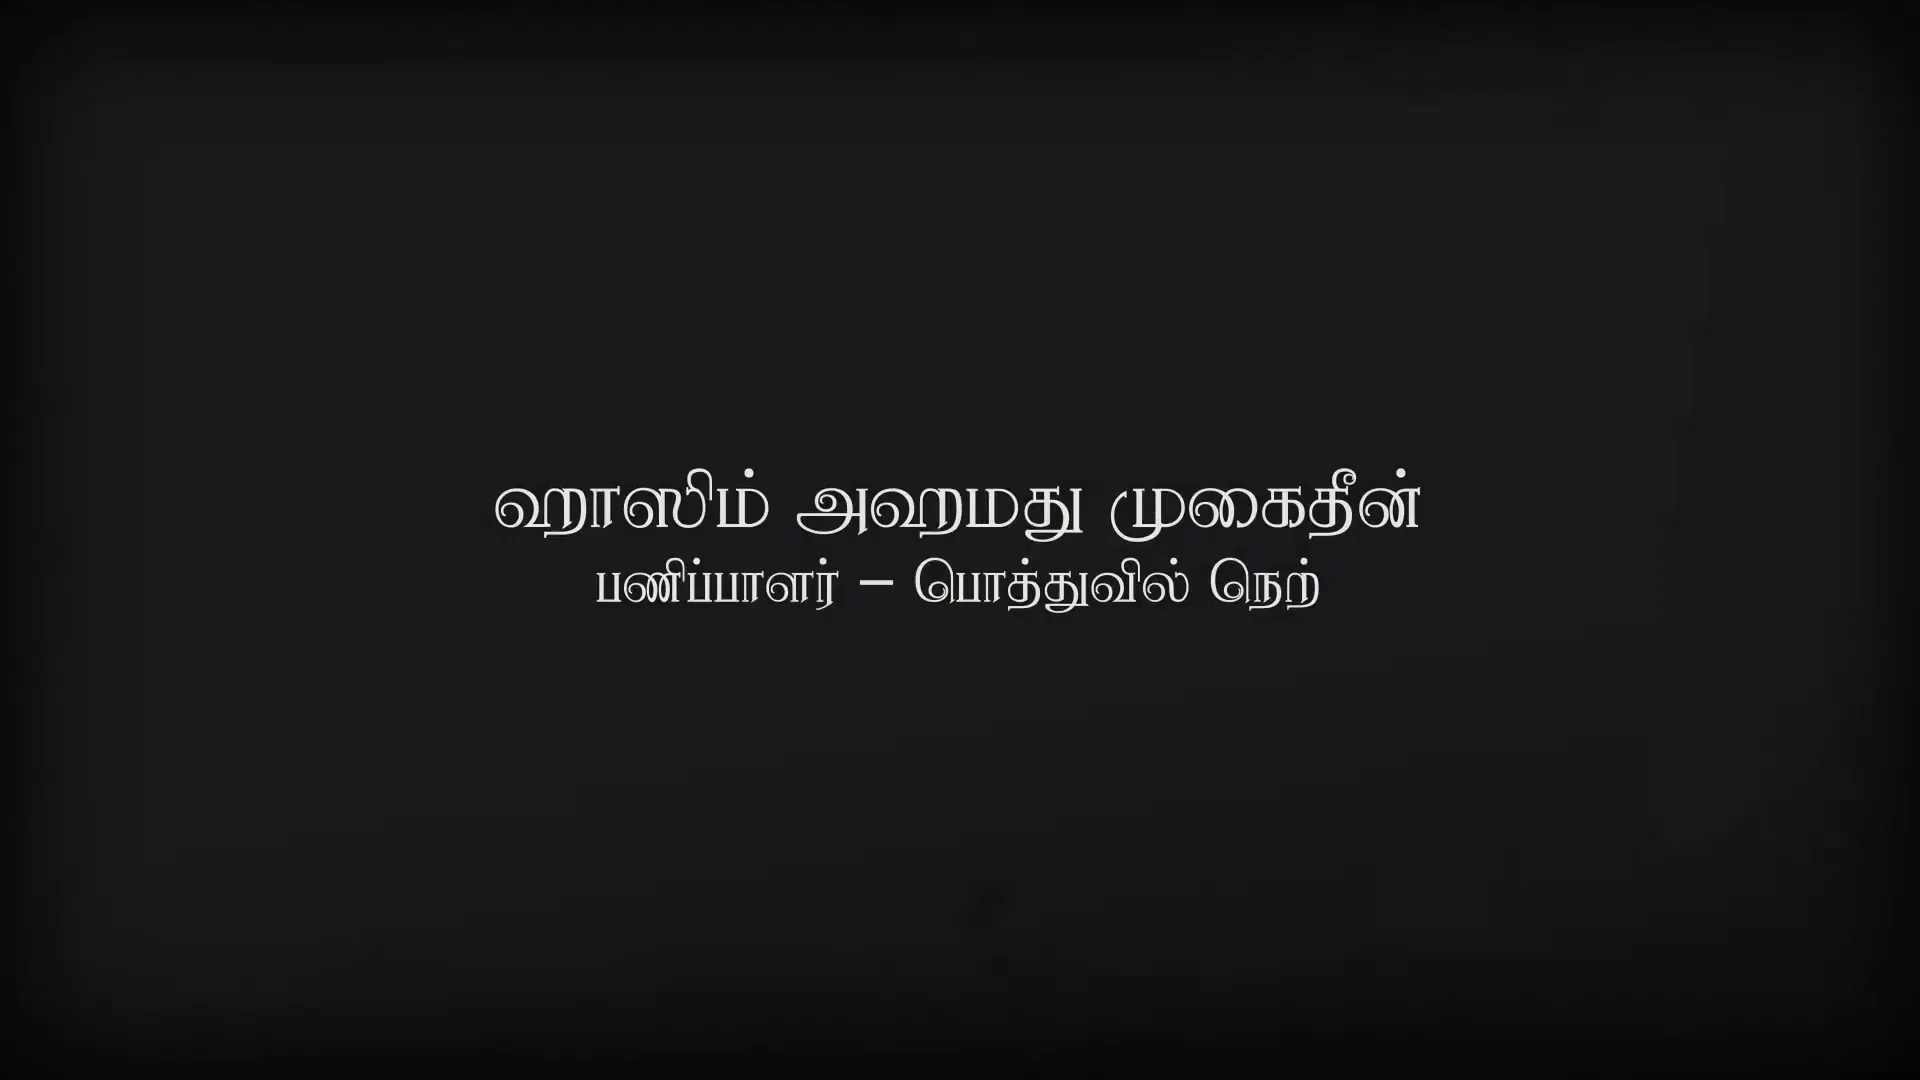 ஹாஸிம் அஹமது முகைதீன்
பணிப்பாளர் – பொத்துவில் நெற்